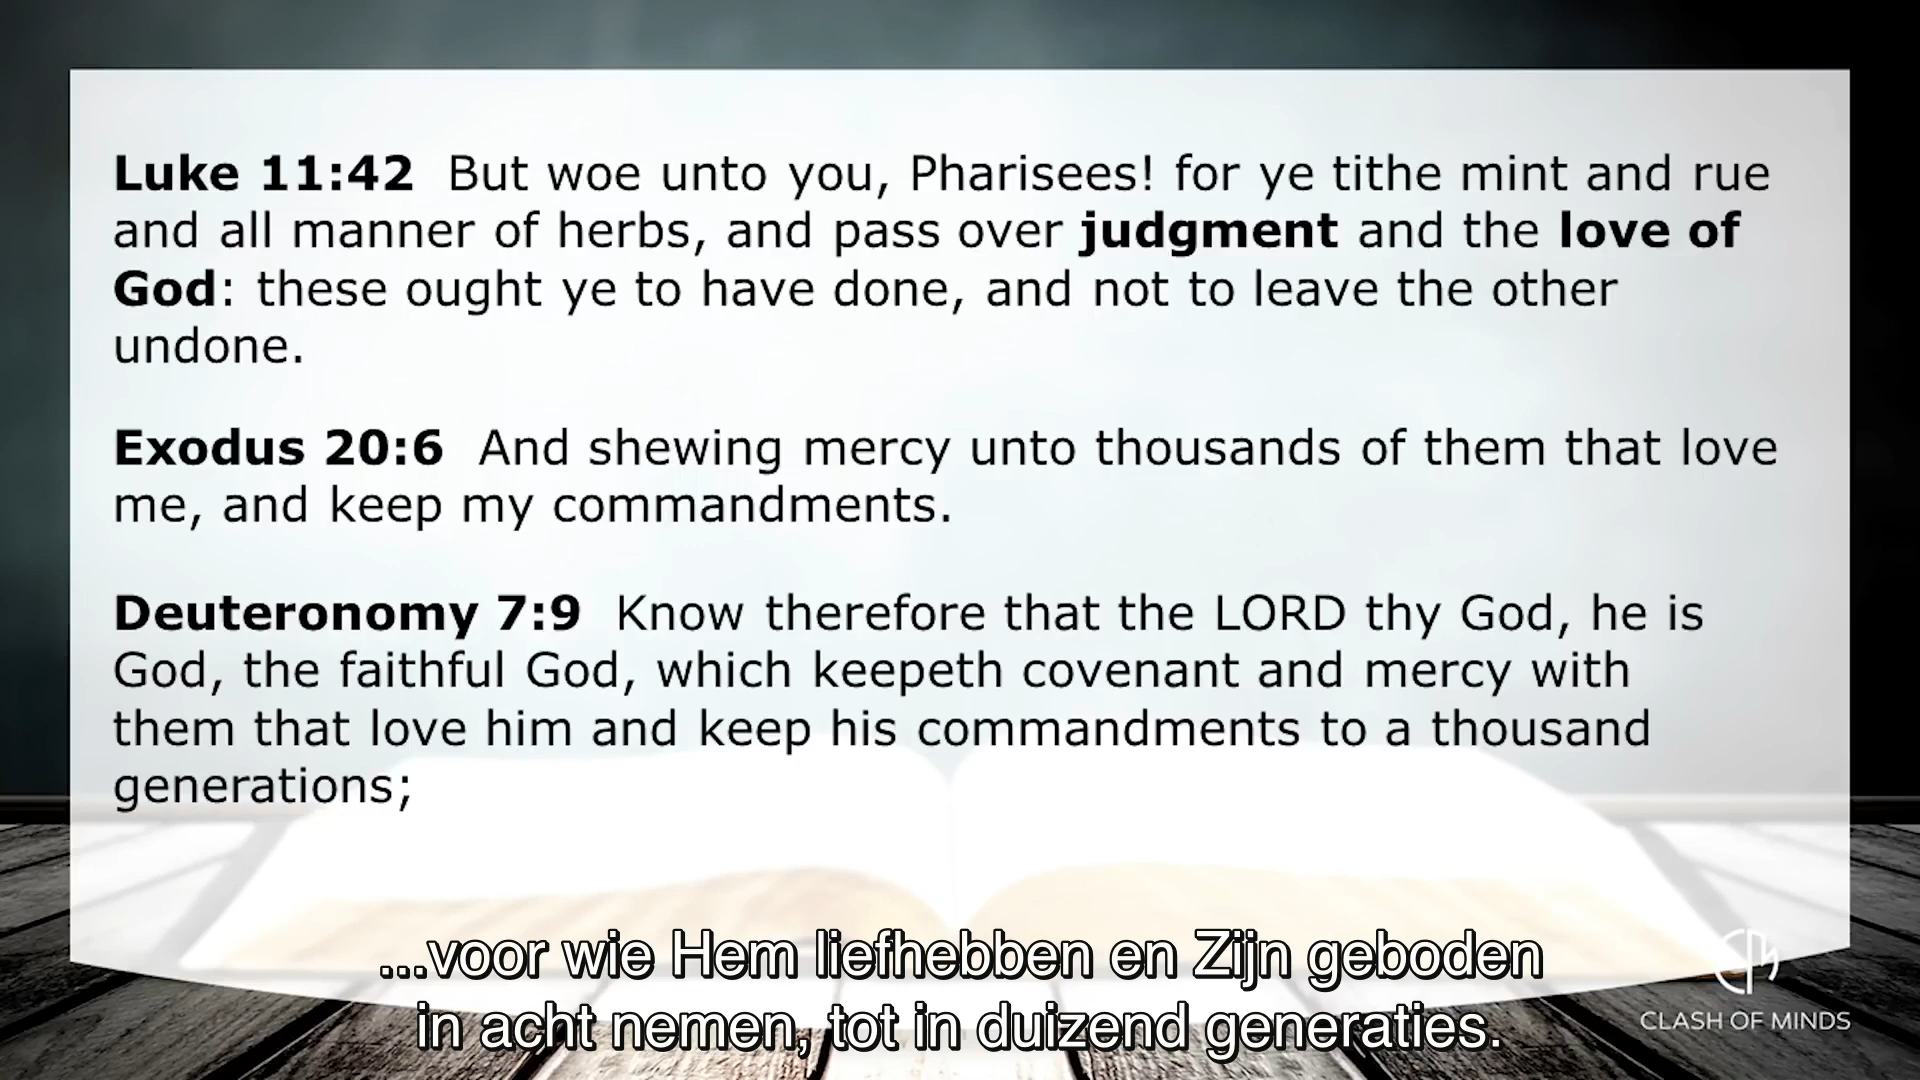 Luke 11:42 But woe unto you, Pharisees! for ye tithe mint and rue
and all manner of herbs, and pass over judgment and the love of
God: these ought ye to have done, and not to leave the other
undone.
Exodus 20:6 And shewing mercy unto thousands of them that love
me, and keep my commandments.
Deuteronomy 7:9 Know therefore that the LORD thy God, he is
God, the faithful God, which keepeth covenant and mercy with
them that love him and keep his commandments to a thousand
generations;
...voor wie Hem liefhebben en Zijn geboden
in acht nemen, tot in duizend generaties.
CLASH OF MINDS